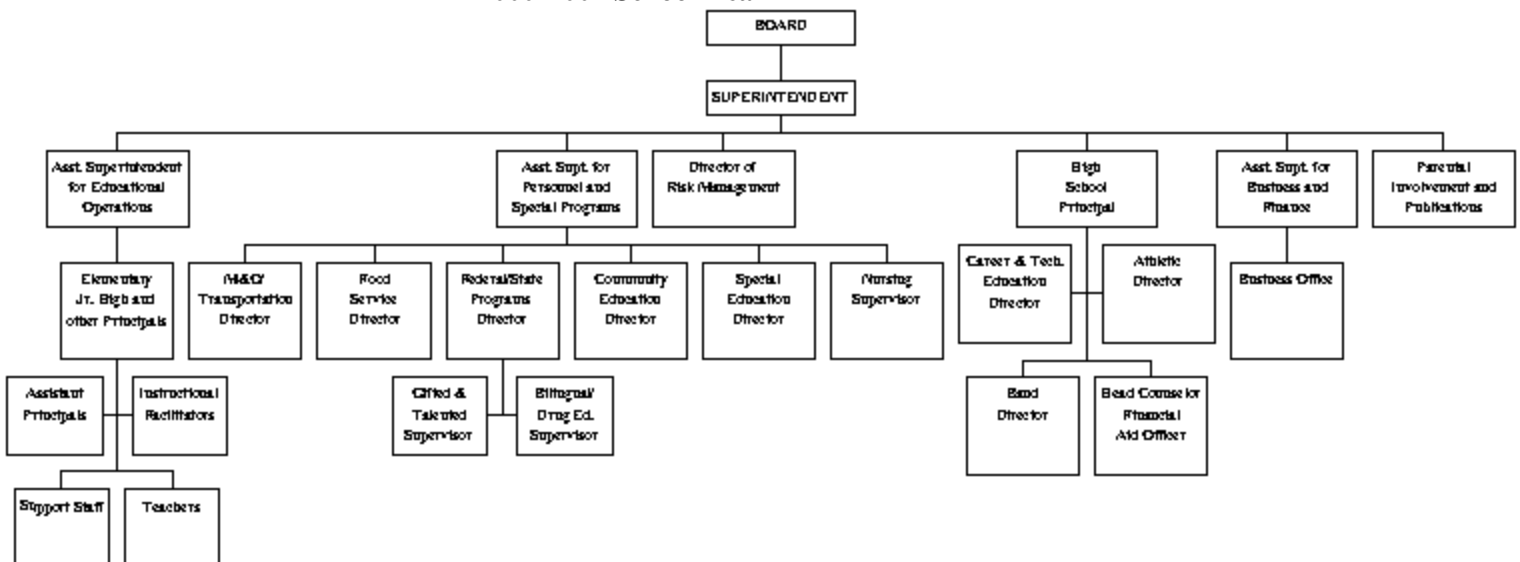 BOARD
SUPERINTENDENT
Asst. Superintendent
for Educational
Operations
Asst. Supt. for
Personnel and
Special Programs
Director of
Risk Management
High
School
Principal
Asst. Supt. for
Business and
Finance
Parental
Involvement and
Publications
Elementary
Jr. High and
other Principals
M&O/
Transportation
Director
Food
Service
Director
Federal/State
Programs
Director
Community
Education
Director
Special
Education
Director
Nursing
Supervisor
Career & Tech.
Education
Director
Athletic
Director
Business Office
Assistant
Principals
Instructional
Facilitators
Gifted &
Talented
Supervisor
Bilingual/
Drug Ed.
Supervisor
Band
Director
Head Counselor
Financial
Aid Officer
Support Staff
Teachers